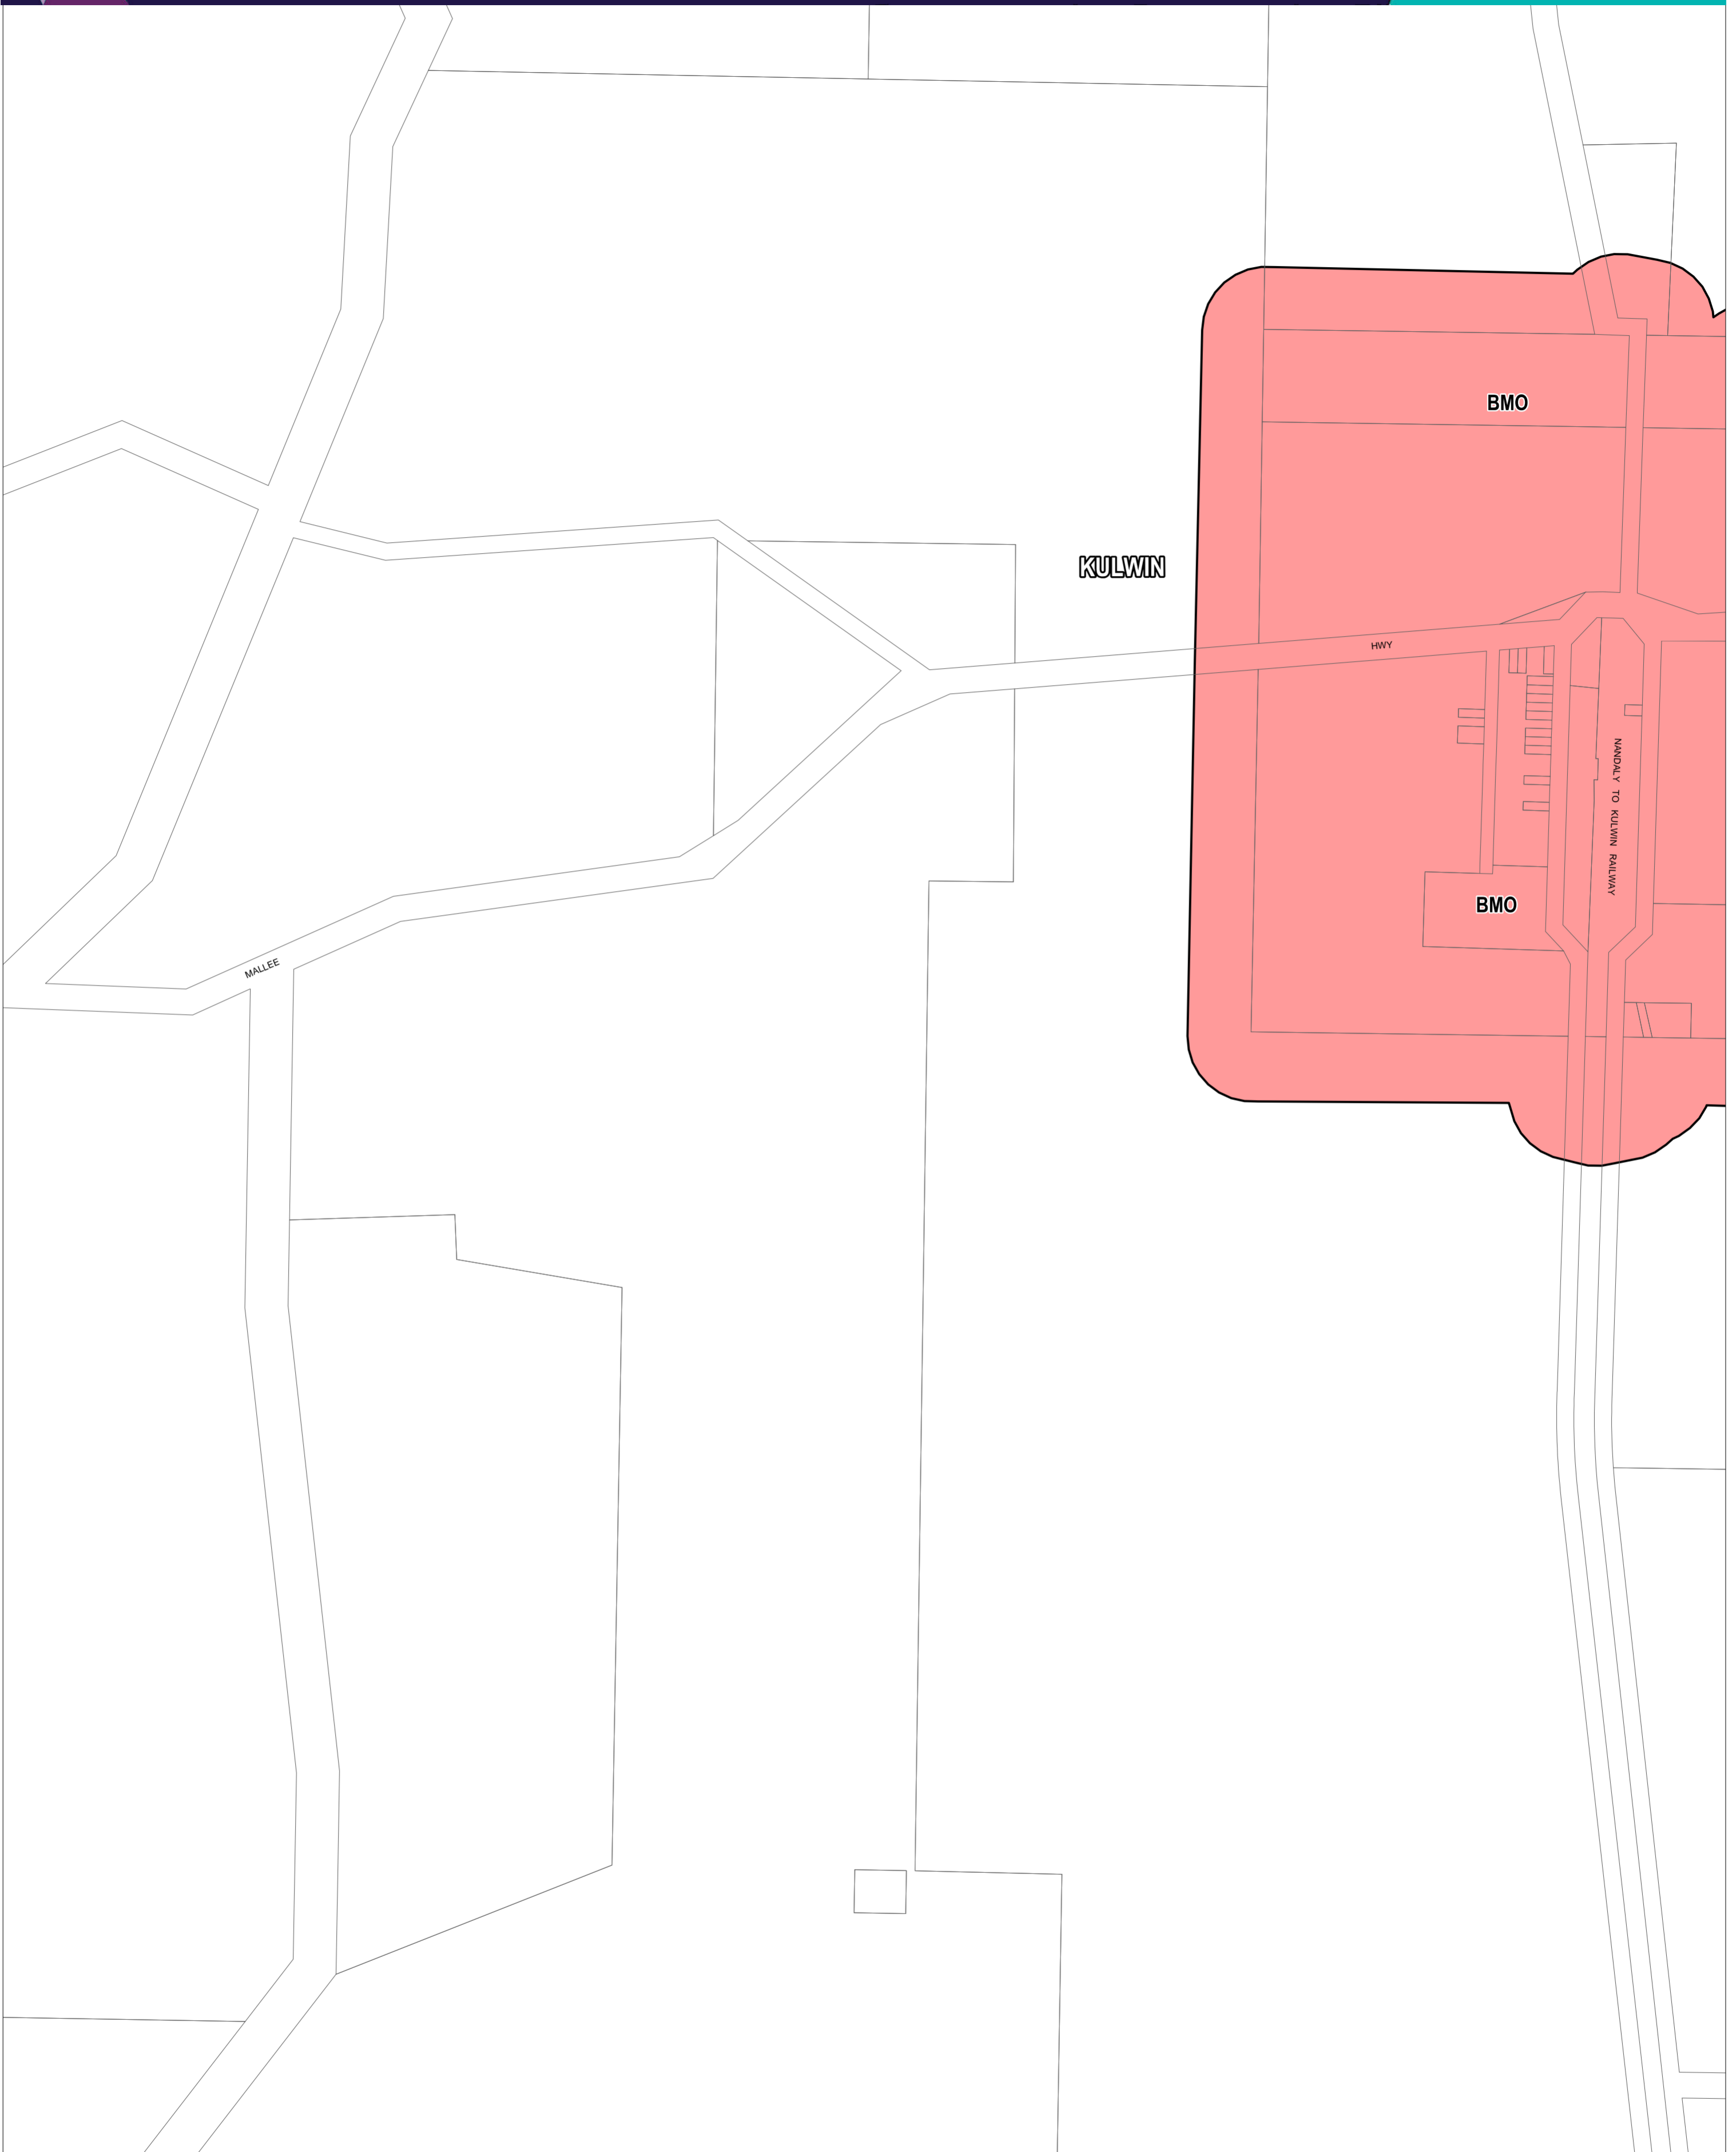 BMO
KULWIN
HWY
NANDALY TO KULWIN RAILWAY
BMO
MALLEE